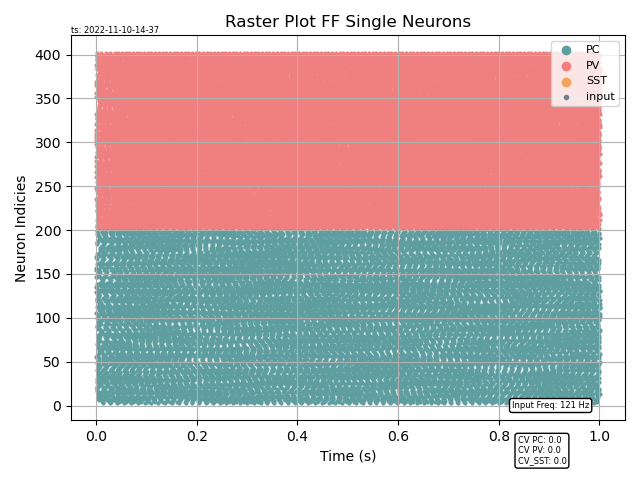 Raster Plot FF Single Neurons
ts: 2022-11-10-14-37
PC
PV
SST
input
400
350
300
250
200
150
100
50
0
Neuron Indicies
Input Freq: 121 Hz
0.0 0.2 0.4 0.6 0.8 1.0
Time (s)
CV PC: 0.0
CV PV: 0.0
CV_SST: 0.0